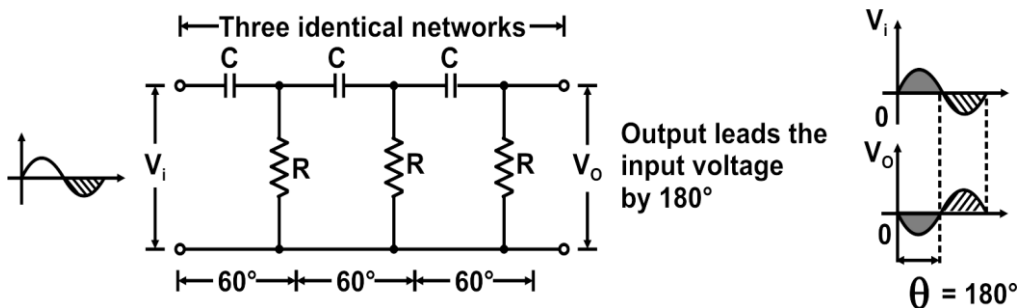 Three identical networks
C
C
C
V_i
R
R
R
V_O
60°
60°
60°
Output leads the
input voltage
by 180°
V_i
0
V_O
0
θ = 180°